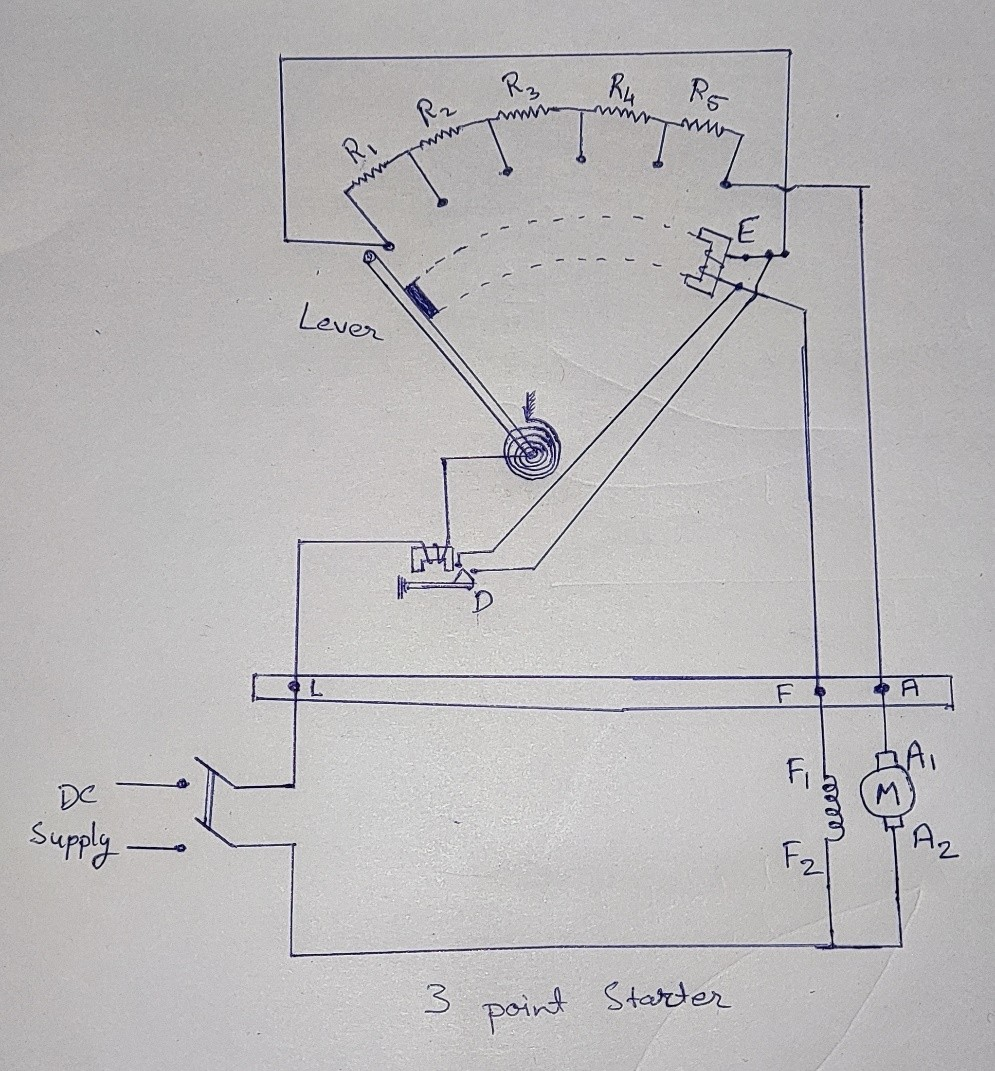 R1
R2
R3
R4
R5
E
Lever
D
L
F
A
DC
Supply
F1
F2
M
A1
A2
3 point Starter